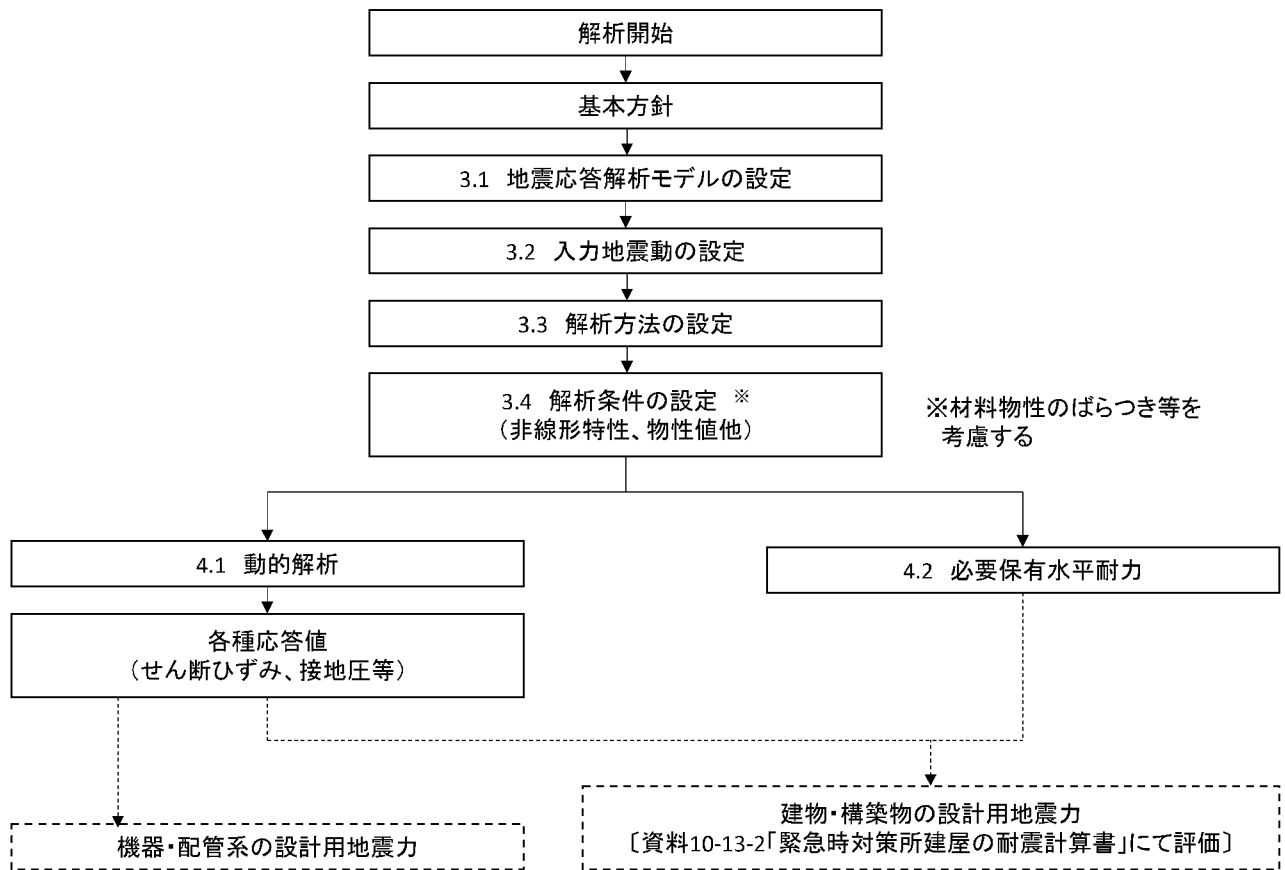 解析開始
基本方針
3.1 地震応答解析モデルの設定
3.2 入力地震動の設定
3.3 解析方法の設定
3.4 解析条件の設定 ※
（非線形特性、物性値他）
※材料物性のばらつき等を
考慮する
4.1 動的解析
4.2 必要保有水平耐力
各種応答値
（せん断ひずみ、接地圧等）
建物・構築物の設計用地震力
〔資料10-13-2「緊急時対策所建屋の耐震計算書」にて評価〕
機器・配管系の設計用地震力